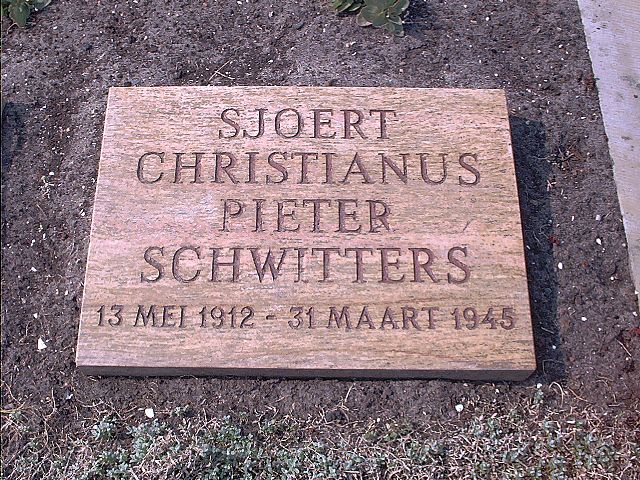 SJOERT
CHRISTIANUS
PIETER
SCHWITTERS
13 MEI 1912 - 31 MAART 1945